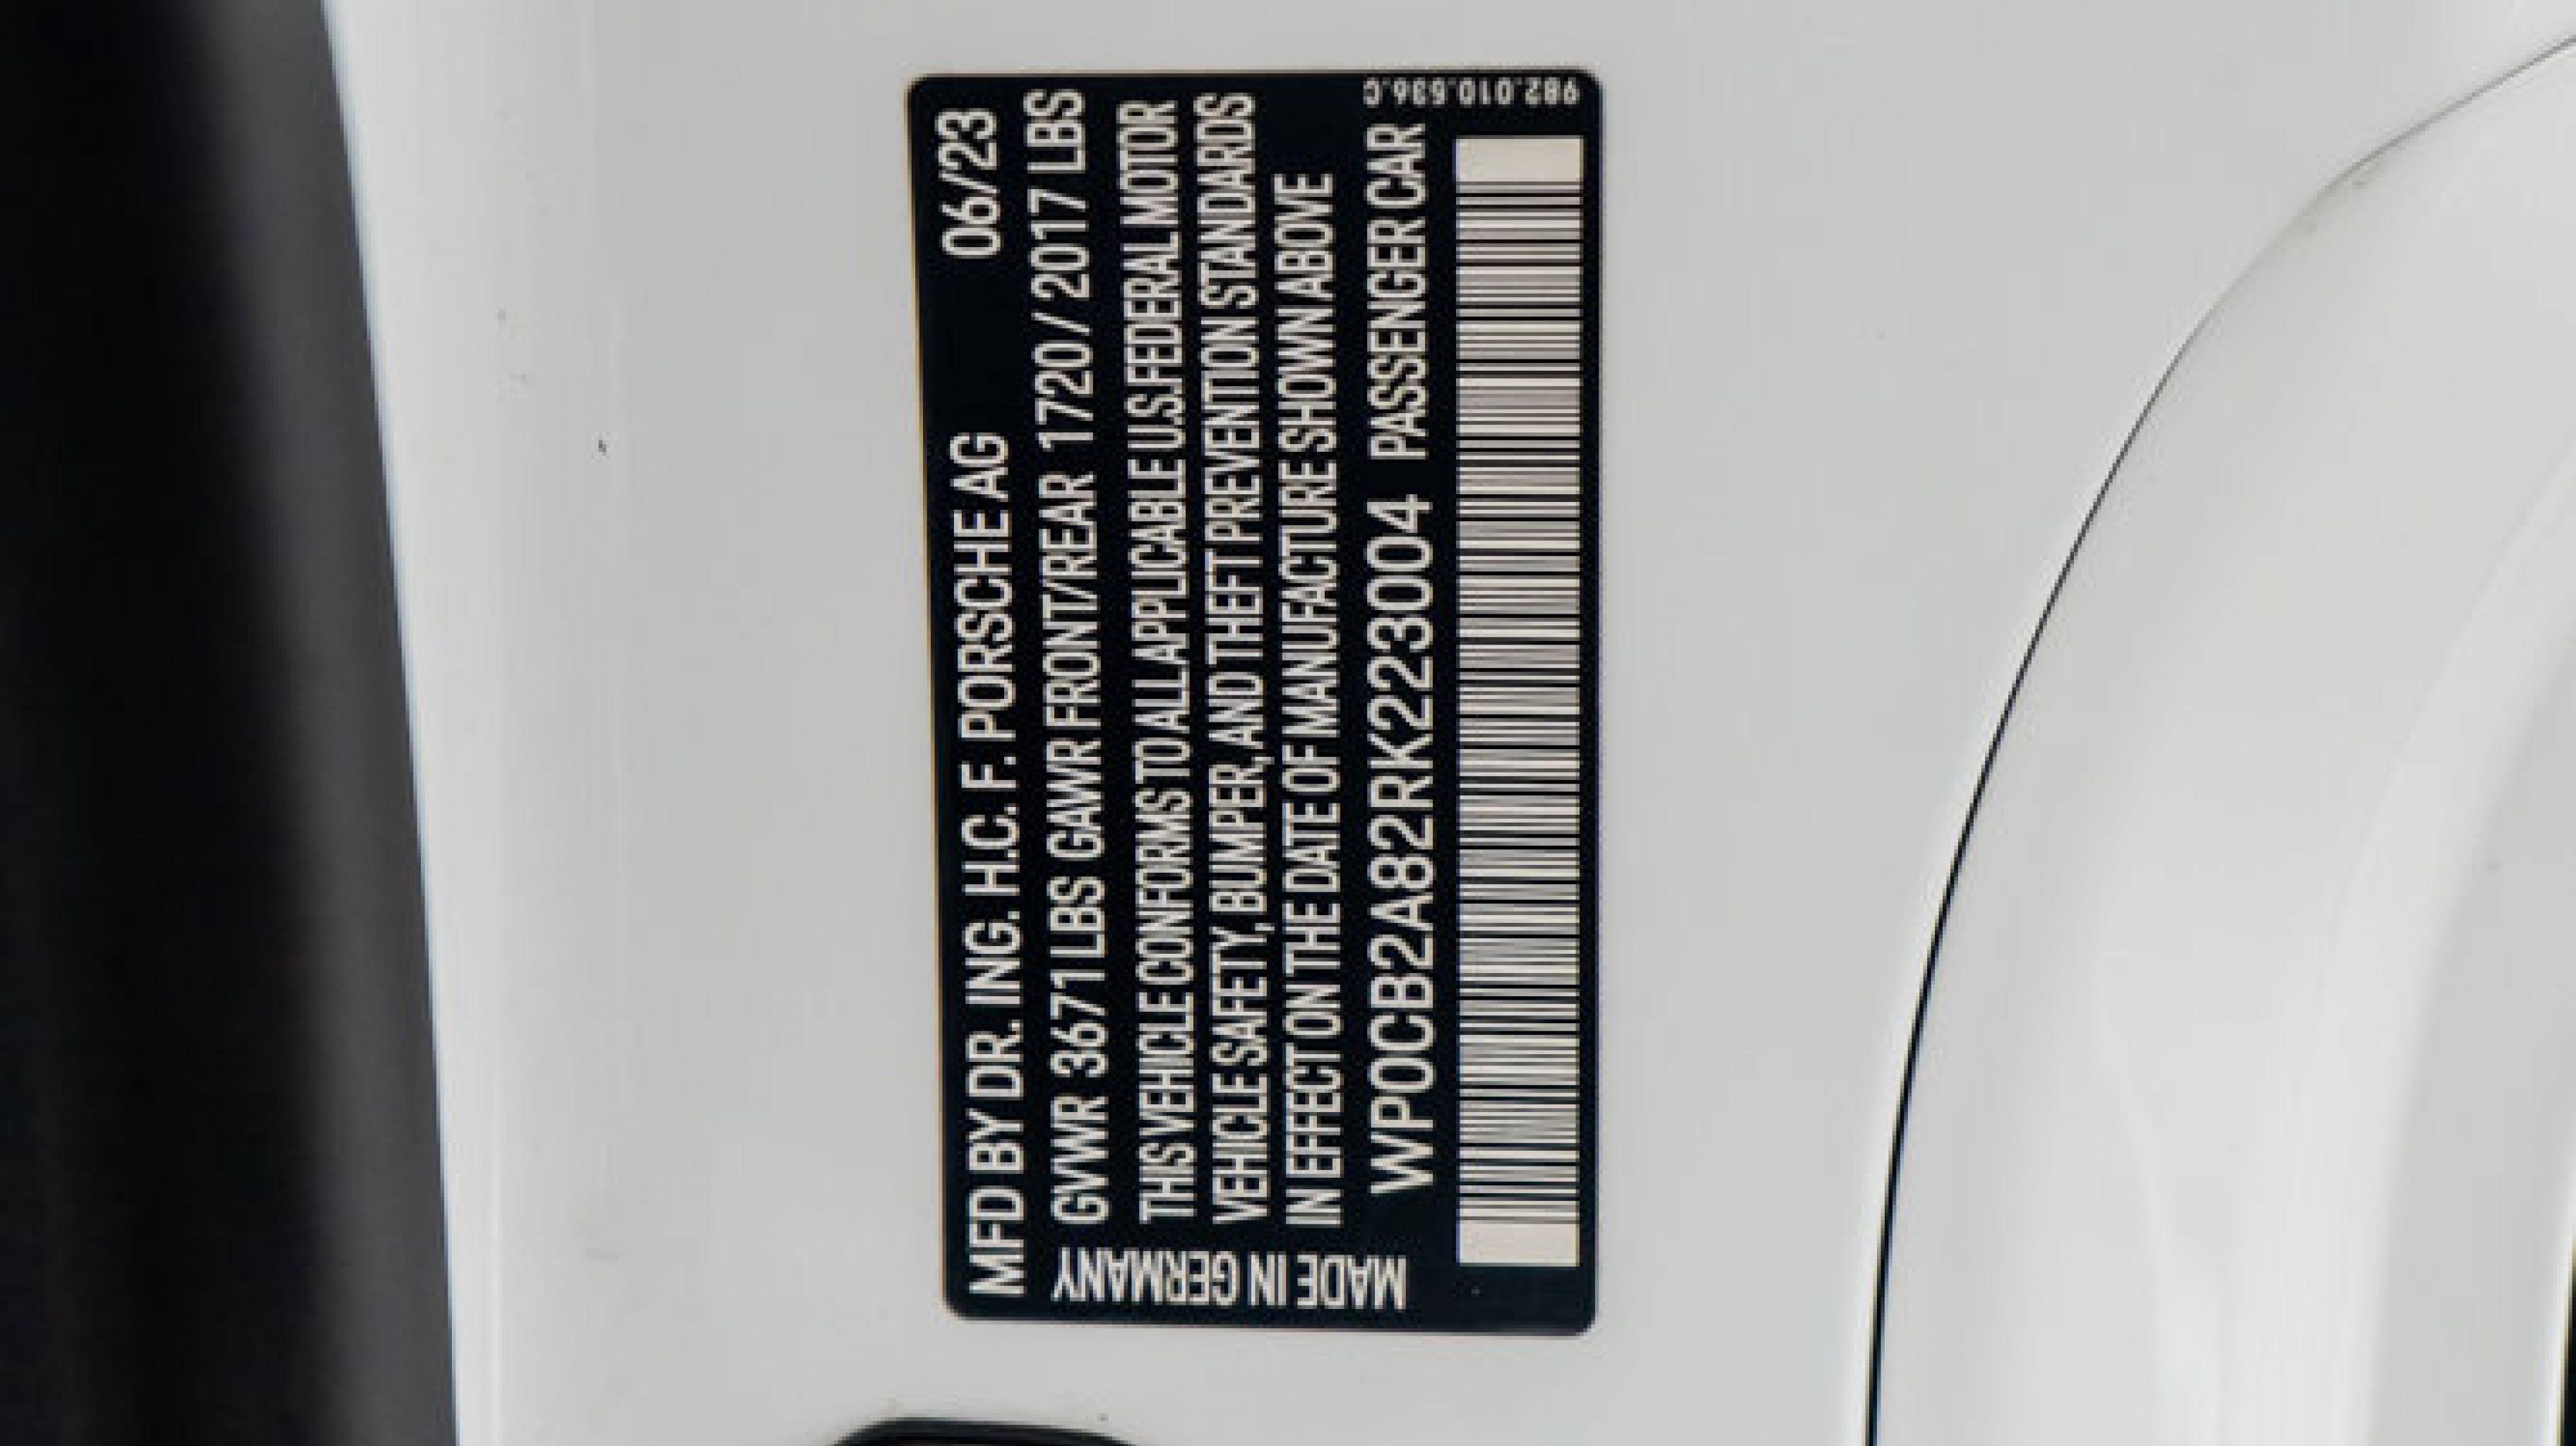 MFD BY DR. ING. H.C. F. PORSCHE AG 06/23
GVWR 3671 LBS GAWR FRONT/REAR 1720 / 2017 LBS
THIS VEHICLE CONFORMS TO ALL APPLICABLE U.S. FEDERAL MOTOR
VEHICLE SAFETY, BUMPER, AND THEFT PREVENTION STANDARDS
IN EFFECT ON THE DATE OF MANUFACTURE SHOWN ABOVE
WP0CB2A82RK223004 PASSENGER CAR
MADE IN GERMANY
982.010.536.C